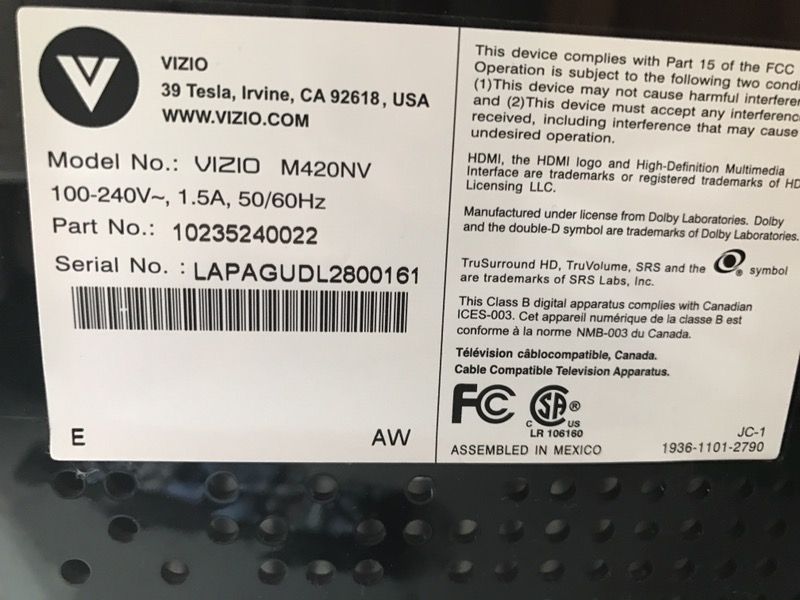 VIZIO
39 Tesla, Irvine, CA 92618, USA
WWW.VIZIO.COM
Model No.: VIZIO M420NV
100-240V~, 1.5A, 50/60Hz
Part No.: 10235240022
Serial No. : LAPAGUDL2800161
E AW
This device complies with Part 15 of the FCC
Operation is subject to the following two condi
(1)This device may not cause harmful interferen
and (2)This device must accept any interference
received, including interference that may cause
undesired operation.
HDMI, the HDMI logo and High-Definition Multimedia
Interface are trademarks or registered trademarks of HD
Licensing LLC.
Manufactured under license from Dolby Laboratories. Dolby
and the double-D symbol are trademarks of Dolby Laboratories.
TruSurround HD, TruVolume, SRS and the ® symbol
are trademarks of SRS Labs, Inc.
This Class B digital apparatus complies with Canadian
ICES-003. Cet appareil numérique de la classe B est
conforme à la norme NMB-003 du Canada.
Télévision câblocompatible, Canada.
Cable Compatible Television Apparatus.
FC SA ®
C US
LR 106160
JC-1
ASSEMBLED IN MEXICO 1936-1101-2790